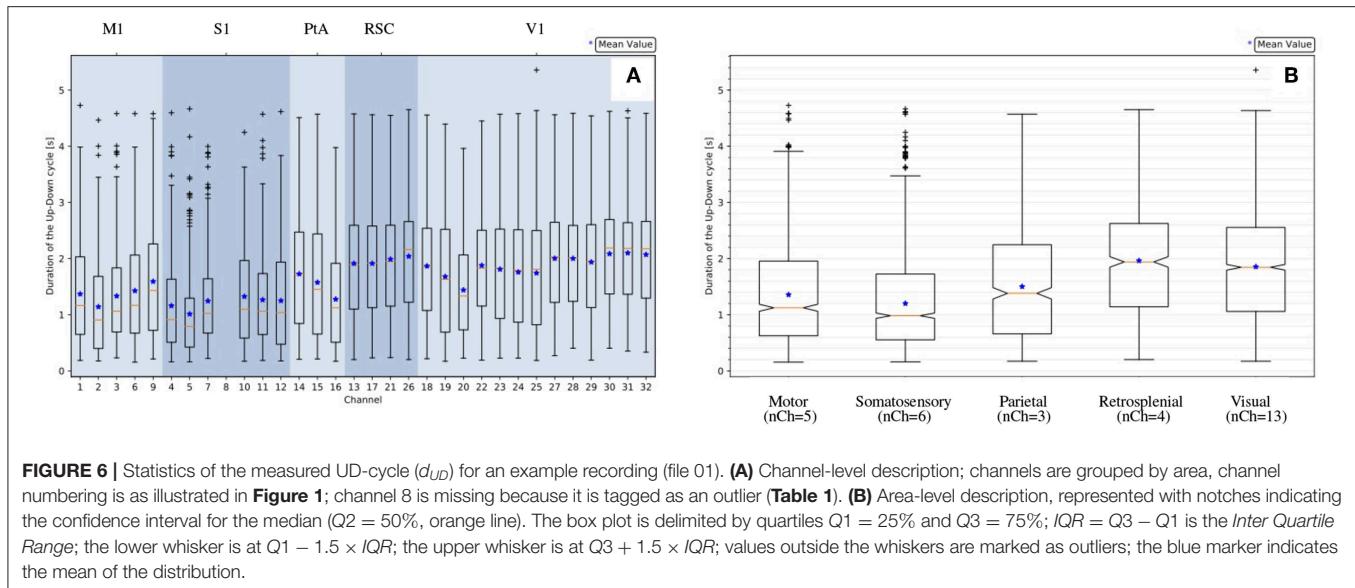 M1 S1 PtA RSC V1
* Mean Value
A
Duration of the Up-Down cycle [s]
5
4
3
2
1
0
1 2 3 6 9 4 5 7 8 10 11 12 14 15 16 13 17 21 26 18 19 20 22 23 24 25 27 28 29 30 31 32
Channel
* Mean Value
B
Duration of the Up-Down cycle [s]
5
4
3
2
1
0
Motor Somatosensory Parietal Retrosplenial Visual
(nCh=5) (nCh=6) (nCh=3) (nCh=4) (nCh=13)
FIGURE 6 | Statistics of the measured UD-cycle (dUD) for an example recording (file 01). (A) Channel-level description; channels are grouped by area, channel
numbering is as illustrated in Figure 1; channel 8 is missing because it is tagged as an outlier (Table 1). (B) Area-level description, represented with notches indicating
the confidence interval for the median (Q2 = 50%, orange line). The box plot is delimited by quartiles Q1 = 25% and Q3 = 75%; IQR = Q3 − Q1 is the Inter Quartile
Range; the lower whisker is at Q1 − 1.5 × IQR; the upper whisker is at Q3 + 1.5 × IQR; values outside the whiskers are marked as outliers; the blue marker indicates
the mean of the distribution.